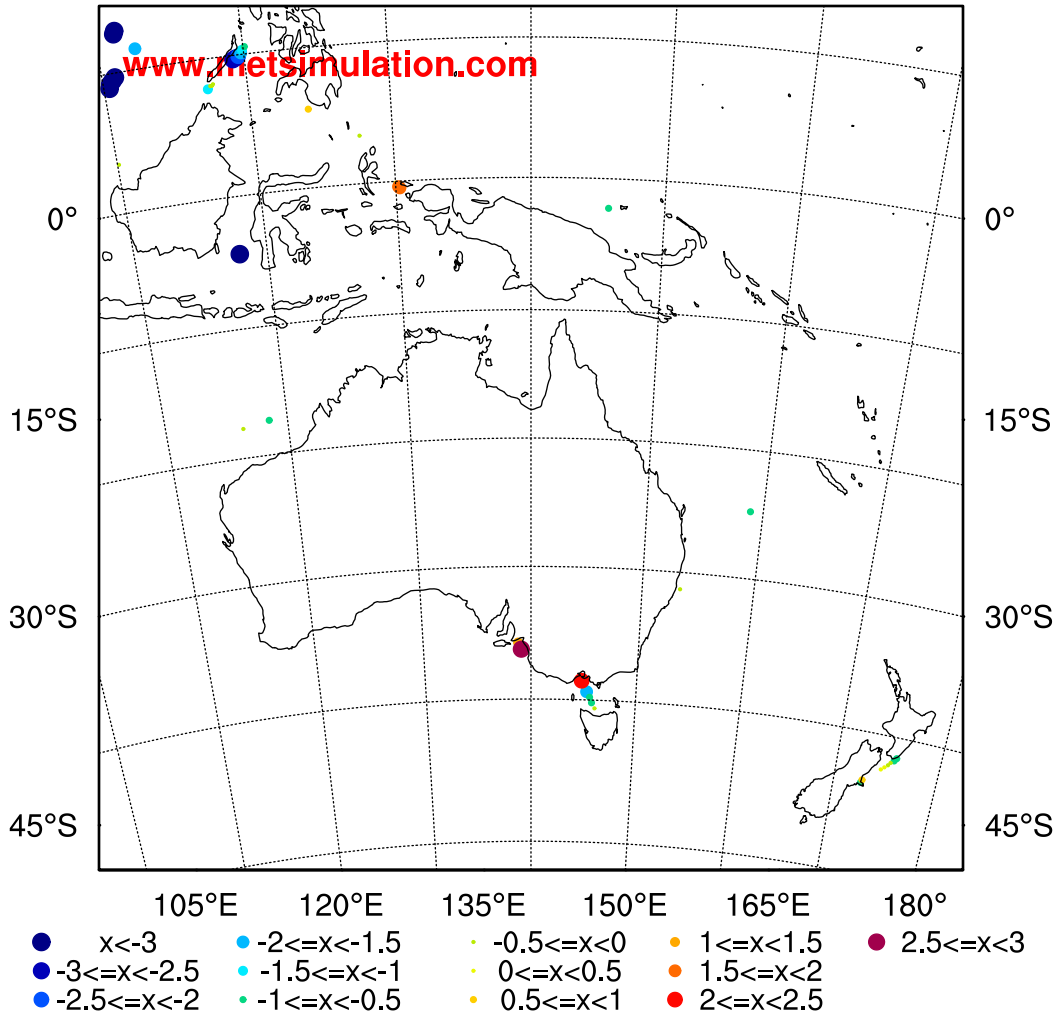 www.metsimulation.com
0° 0°
15°S 15°S
30°S 30°S
45°S 45°S
105°E 120°E 135°E 150°E 165°E 180°
x<-3 -2<=x<-1.5 -0.5<=x<0 1<=x<1.5 2.5<=x<3
-3<=x<-2.5 -1.5<=x<-1 0<=x<0.5 1.5<=x<2
-2.5<=x<-2 -1<=x<-0.5 0.5<=x<1 2<=x<2.5